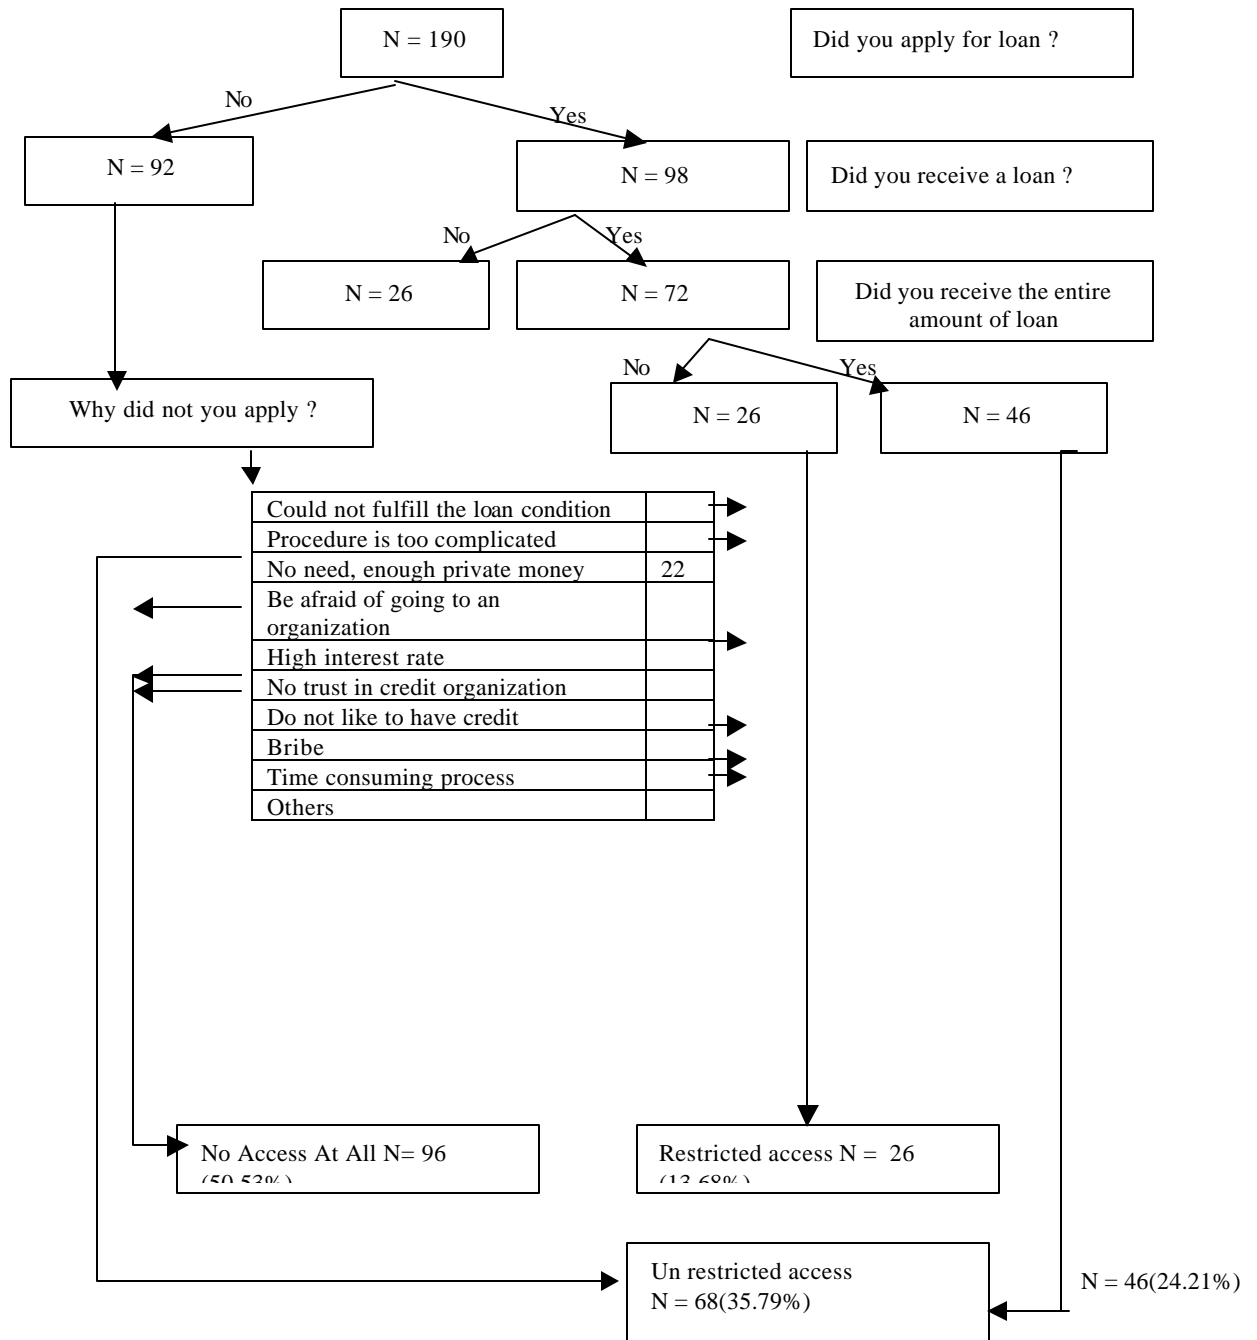 N = 190
Did you apply for loan ?
No
Yes
N = 92
N = 98
Did you receive a loan ?
No
Yes
N = 26
N = 72
Did you receive the entire
amount of loan
No
Yes
Why did not you apply ?
N = 26
N = 46
Could not fulfill the loan condition
Procedure is too complicated
No need, enough private money 22
Be afraid of going to an
organization
High interest rate
No trust in credit organization
Do not like to have credit
Bribe
Time consuming process
Others
No Access At All N= 96
(50.53%)
Restricted access N = 26
(13.68%)
Un restricted access
N = 68(35.79%)
N = 46(24.21%)